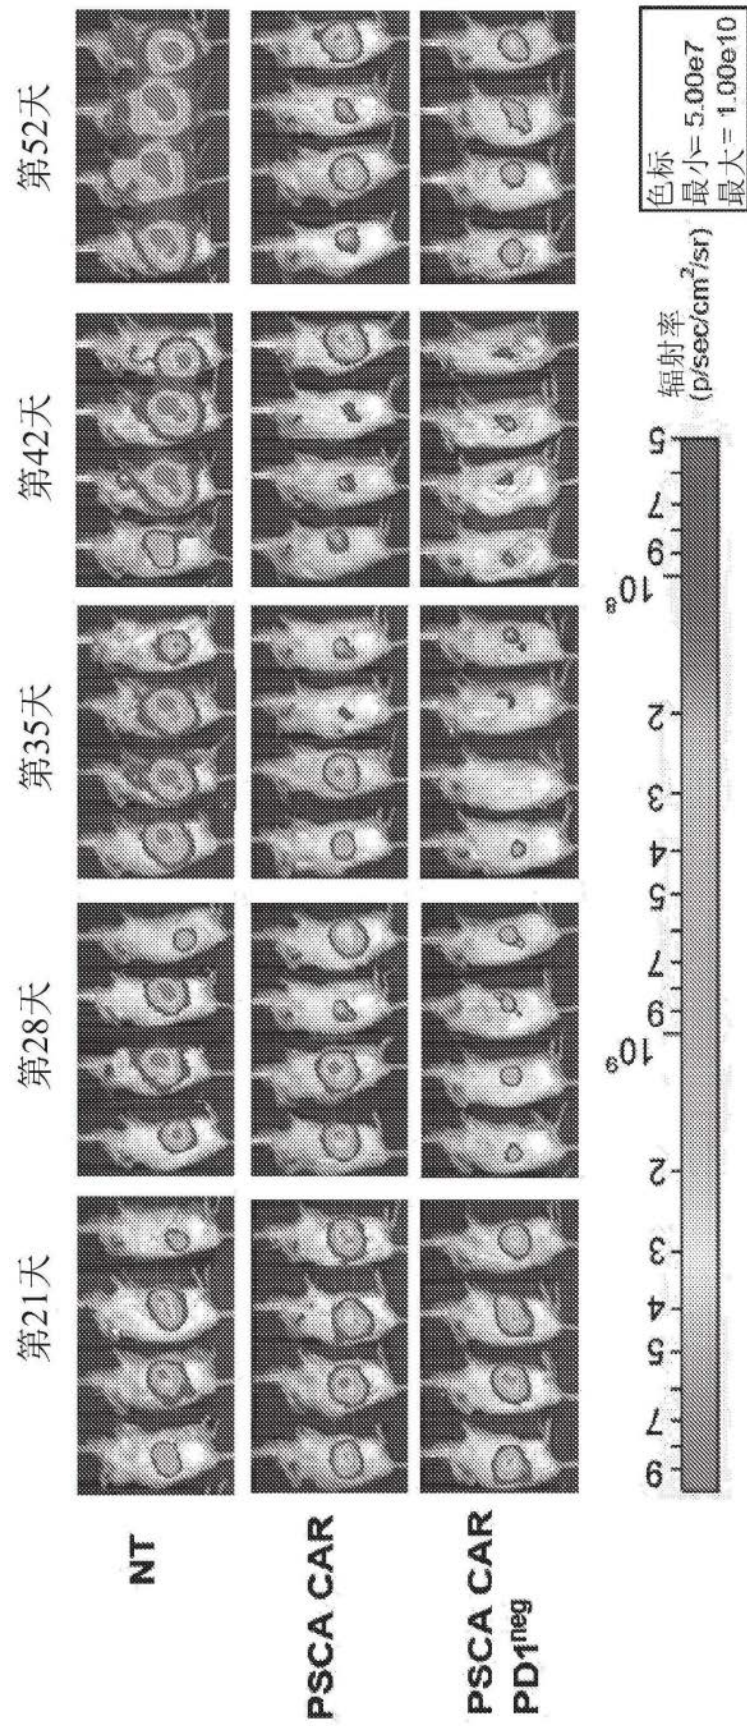 第21天 第28天 第35天 第42天 第52天
NT
PSCA CAR
PSCA CAR
PD1neg
9 7 5 4 3 2 10⁹ 9 7 5 4 3 2 10⁸ 9 7 5
辐射率
(p/sec/cm²/sr)
色标
最小= 5.00e7
最大= 1.00e10